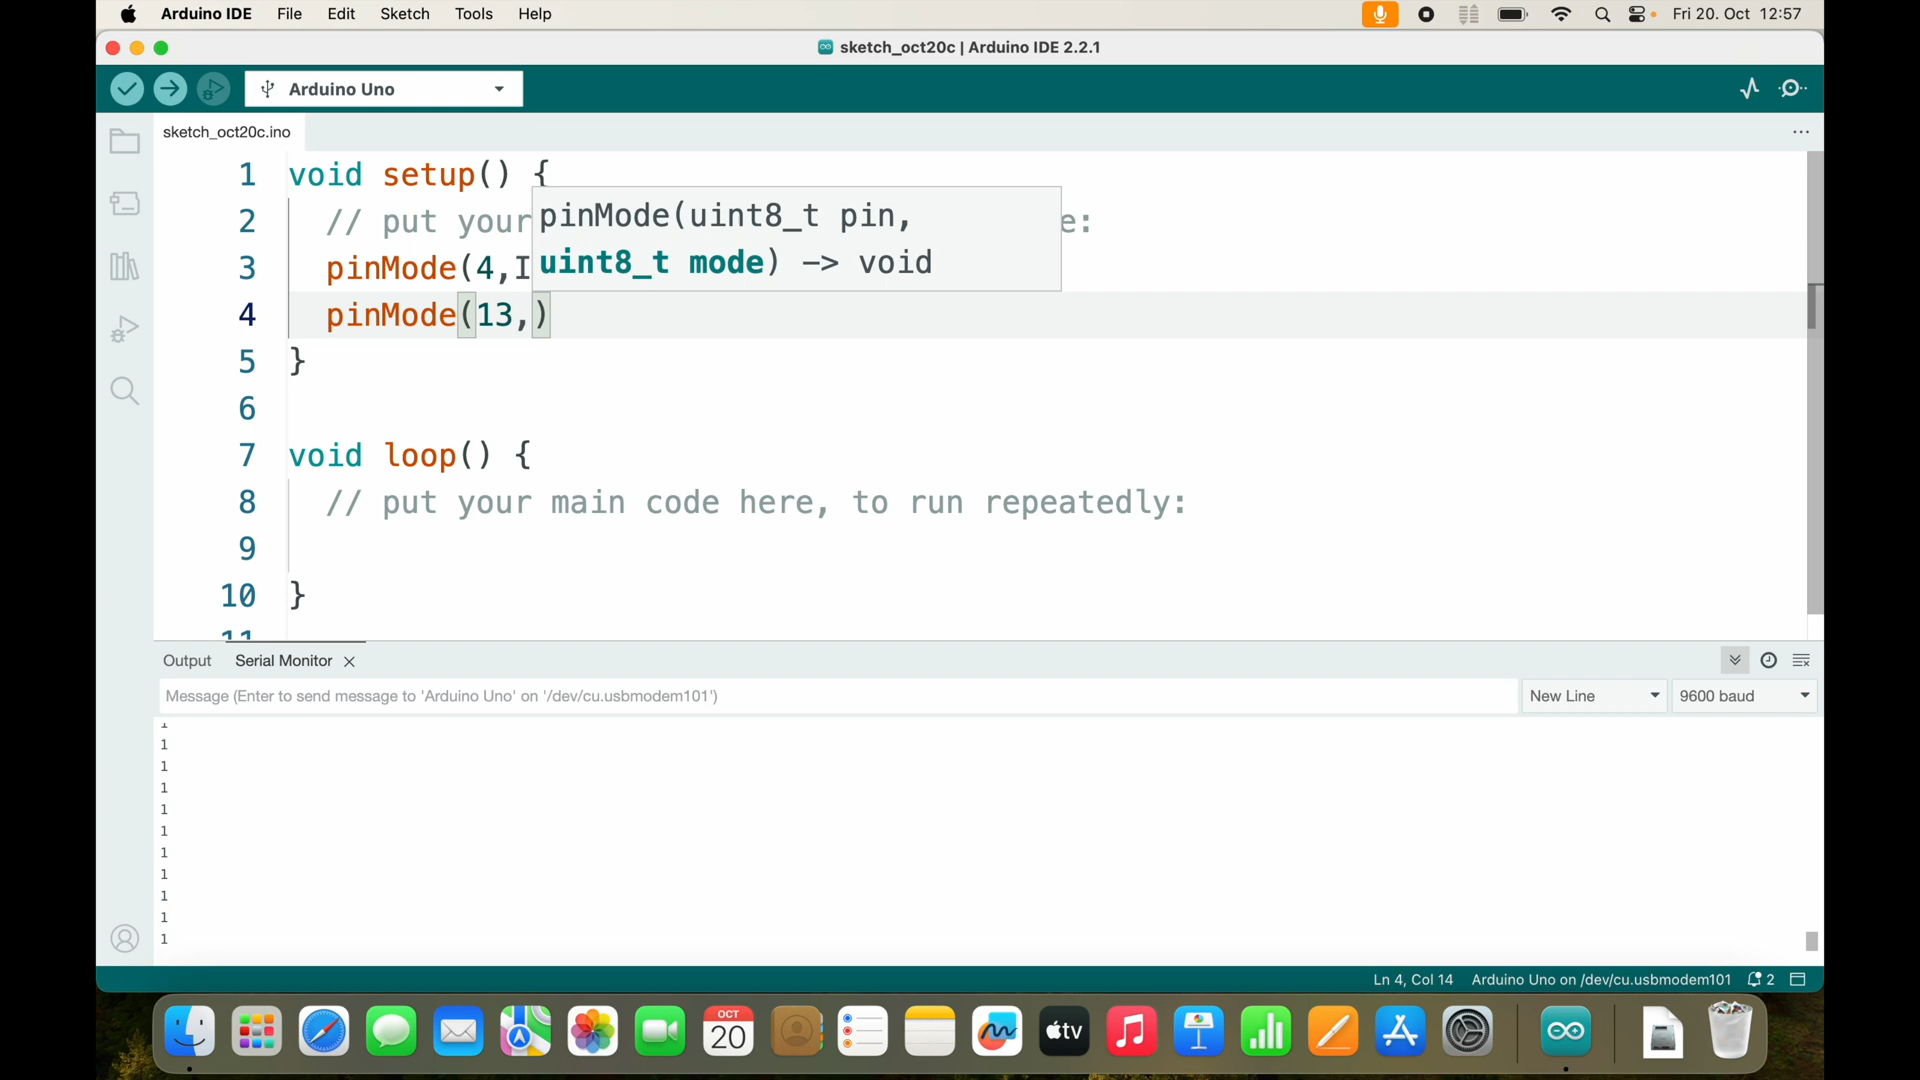 Arduino IDE File Edit Sketch Tools Help Fri 20. Oct 12:57
sketch_oct20c | Arduino IDE 2.2.1
Arduino Uno
sketch_oct20c.ino
1 void setup() {
2 // put your e:
pinMode(uint8_t pin,
uint8_t mode) -> void
3 pinMode(4,I
4 pinMode(13,)
5 }
6
7 void loop() {
8 // put your main code here, to run repeatedly:
9
10 }
11
Output Serial Monitor
Message (Enter to send message to 'Arduino Uno' on '/dev/cu.usbmodem101') New Line 9600 baud
1
1
1
1
1
1
1
1
1
1
1
Ln 4, Col 14 Arduino Uno on /dev/cu.usbmodem101 2
OCT
20
tv